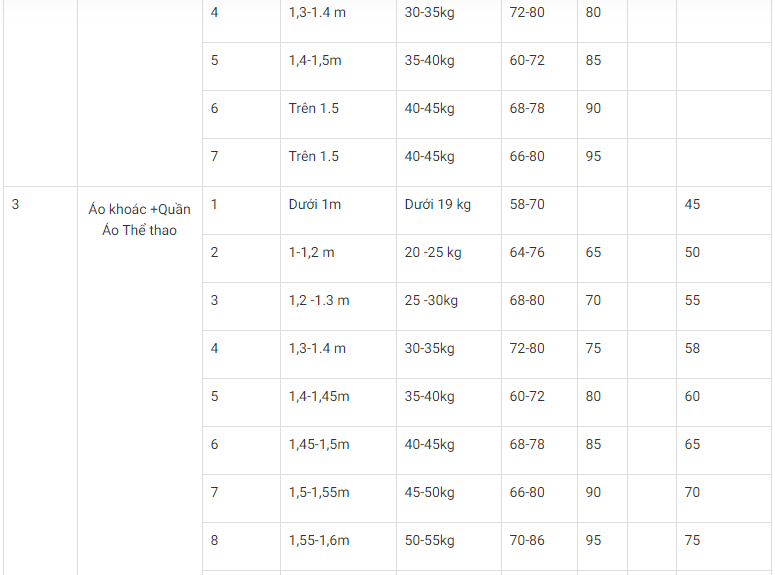 4 1,3-1.4 m 30-35kg 72-80 80
5 1,4-1,5m 35-40kg 60-72 85
6 Trên 1.5 40-45kg 68-78 90
7 Trên 1.5 40-45kg 66-80 95
3 Áo khoác +Quần Áo Thể thao 1 Dưới 1m Dưới 19 kg 58-70 45
2 1-1,2 m 20 -25 kg 64-76 65 50
3 1,2 -1.3 m 25 -30kg 68-80 70 55
4 1,3-1.4 m 30-35kg 72-80 75 58
5 1,4-1,45m 35-40kg 60-72 80 60
6 1,45-1,5m 40-45kg 68-78 85 65
7 1,5-1,55m 45-50kg 66-80 90 70
8 1,55-1,6m 50-55kg 70-86 95 75